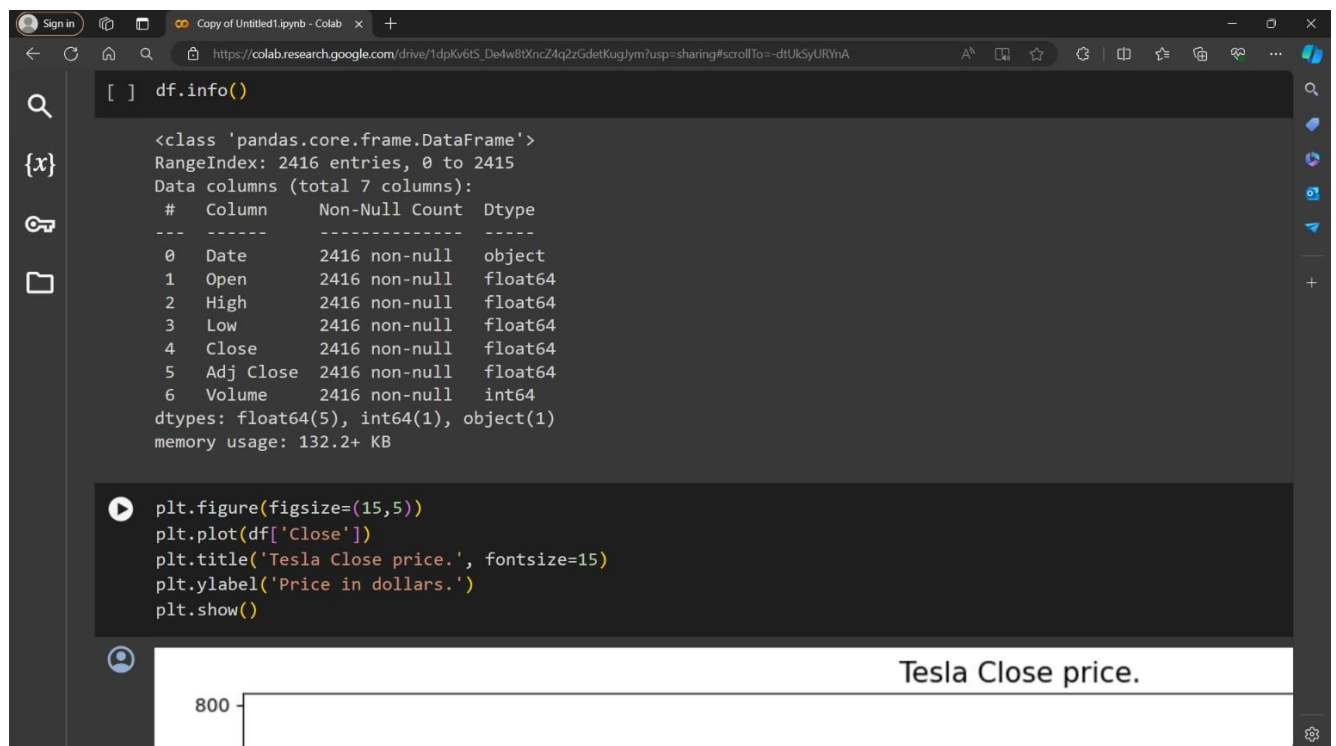 Sign in
Copy of Untitled1.ipynb - Colab
https://colab.research.google.com/drive/1dpKv6tS_De4w8tXncZ4q2zGdetKugJym?usp=sharing#scrollTo=-dtUkSyURYnA
[ ] df.info()
<class 'pandas.core.frame.DataFrame'>
RangeIndex: 2416 entries, 0 to 2415
Data columns (total 7 columns):
# Column Non-Null Count Dtype
--- ------ -------------- -----
0 Date 2416 non-null object
1 Open 2416 non-null float64
2 High 2416 non-null float64
3 Low 2416 non-null float64
4 Close 2416 non-null float64
5 Adj Close 2416 non-null float64
6 Volume 2416 non-null int64
dtypes: float64(5), int64(1), object(1)
memory usage: 132.2+ KB
plt.figure(figsize=(15,5))
plt.plot(df['Close'])
plt.title('Tesla Close price.', fontsize=15)
plt.ylabel('Price in dollars.')
plt.show()
Tesla Close price.
800
{x}